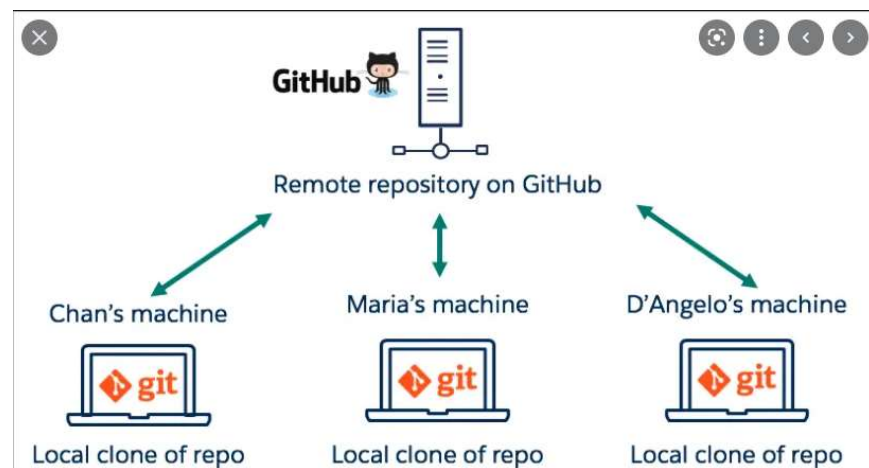 GitHub
Remote repository on GitHub
Chan's machine
Maria's machine
D'Angelo's machine
git
git
git
Local clone of repo
Local clone of repo
Local clone of repo